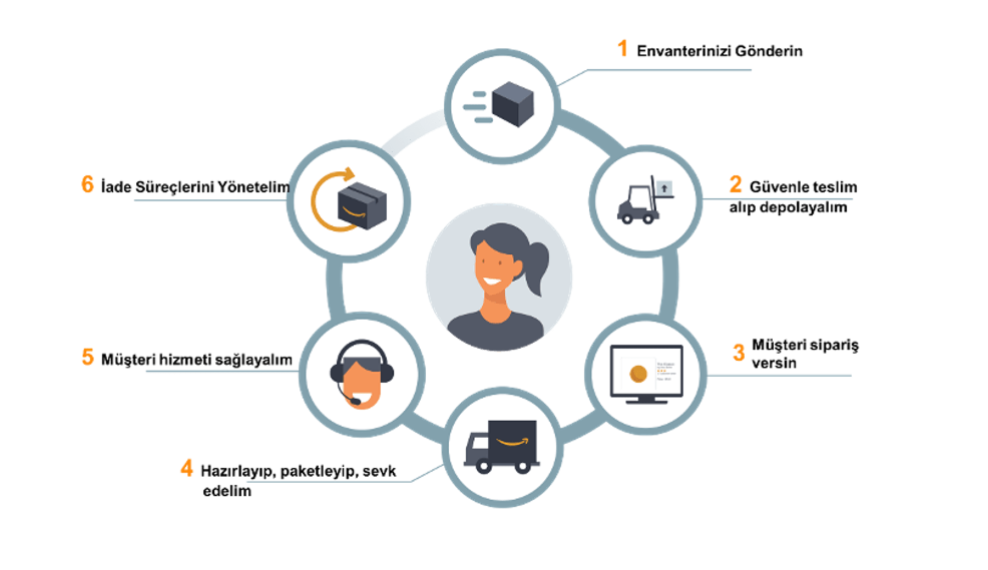 1 Envanterinizi Gönderin
2 Güvenle teslim
alıp depolayalım
3 Müşteri sipariş
versin
4 Hazırlayıp, paketleyip, sevk
edelim
5 Müşteri hizmeti sağlayalım
6 İade Süreçlerini Yönetelim